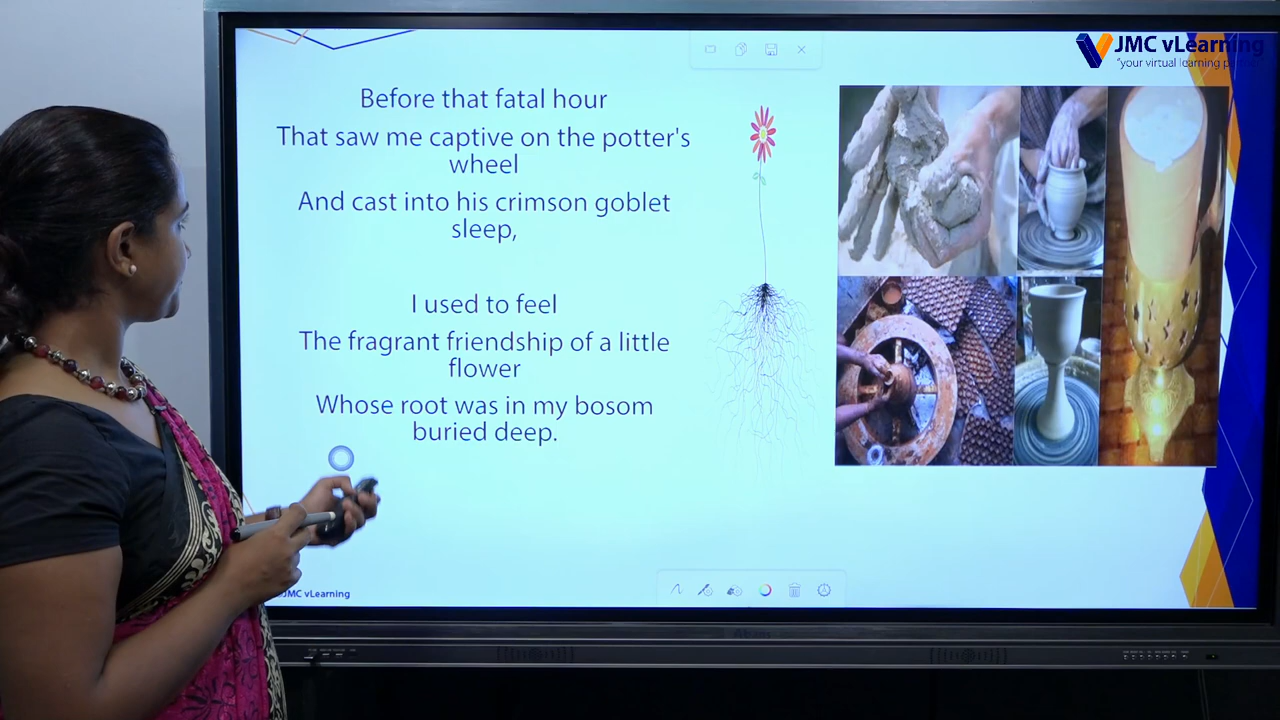 JMC vLearning
"your virtual learning
Before that fatal hour
That saw me captive on the potter's
wheel
And cast into his crimson goblet
sleep,
I used to feel
The fragrant friendship of a little
flower
Whose root was in my bosom
buried deep.
JMC vLearning